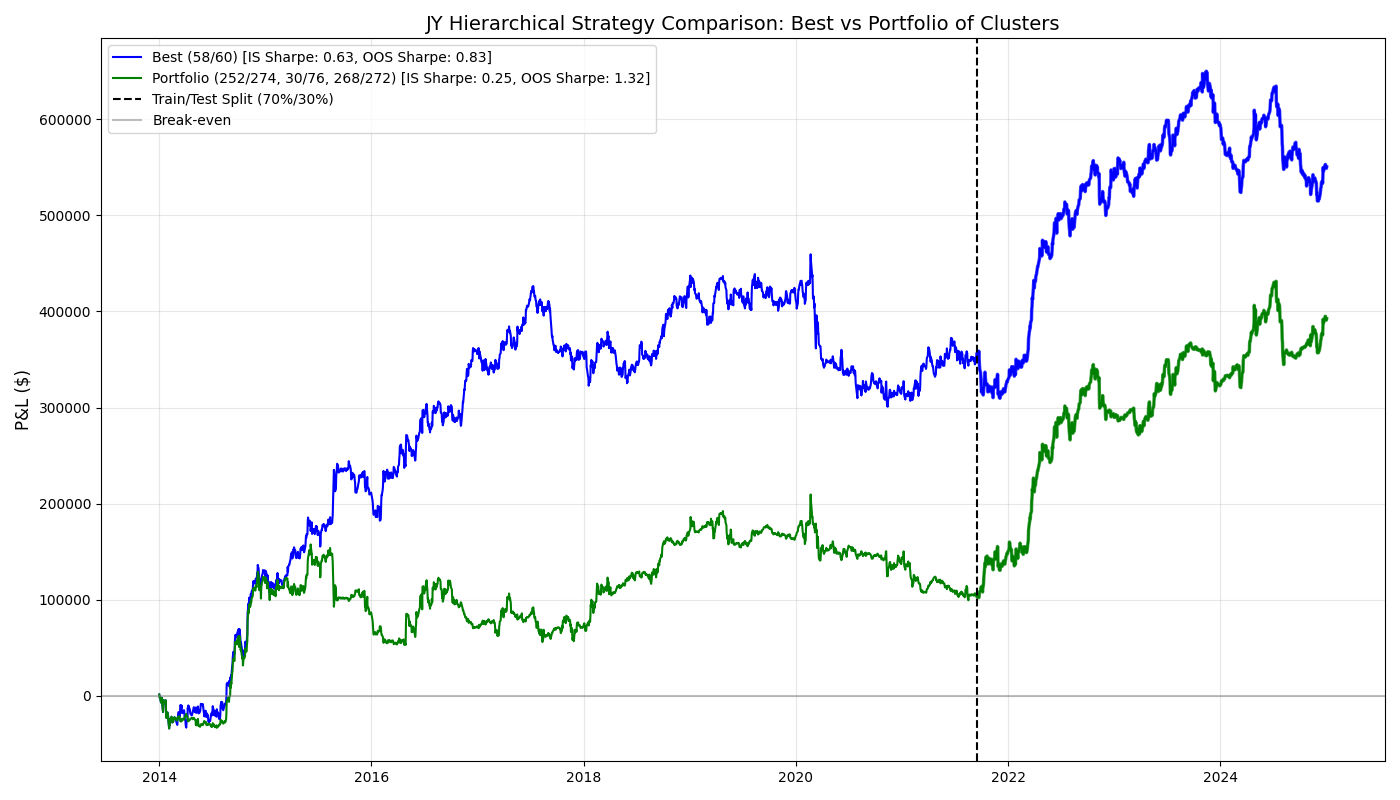 JY Hierarchical Strategy Comparison: Best vs Portfolio of Clusters
Best (58/60) [IS Sharpe: 0.63, OOS Sharpe: 0.83]
Portfolio (252/274, 30/76, 268/272) [IS Sharpe: 0.25, OOS Sharpe: 1.32]
Train/Test Split (70%/30%)
Break-even
P&L ($)
600000
500000
400000
300000
200000
100000
0
2014
2016
2018
2020
2022
2024